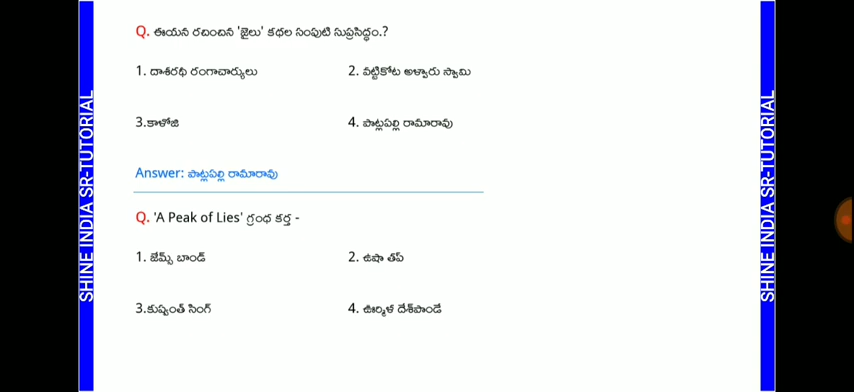 Q. ఈయన రచించిన 'జైలు' కథల సంపుటి సుప్రసిద్ధం.?
1. దాశరథి రంగాచార్యులు 2. వట్టికోట అళ్వారు స్వామి
3.కాళోజి 4. పొట్లపల్లి రామారావు
Answer: పొట్లపల్లి రామారావు
Q. 'A Peak of Lies' గ్రంధ కర్త -
1. జేమ్స్ బాండ్ 2. ఉషా తప్
3.కుష్వంత్ సింగ్ 4. ఊర్మిళ దేశ్‌పాండే
SHINE INDIA SR-TUTORIAL
SHINE INDIA SR-TUTORIAL